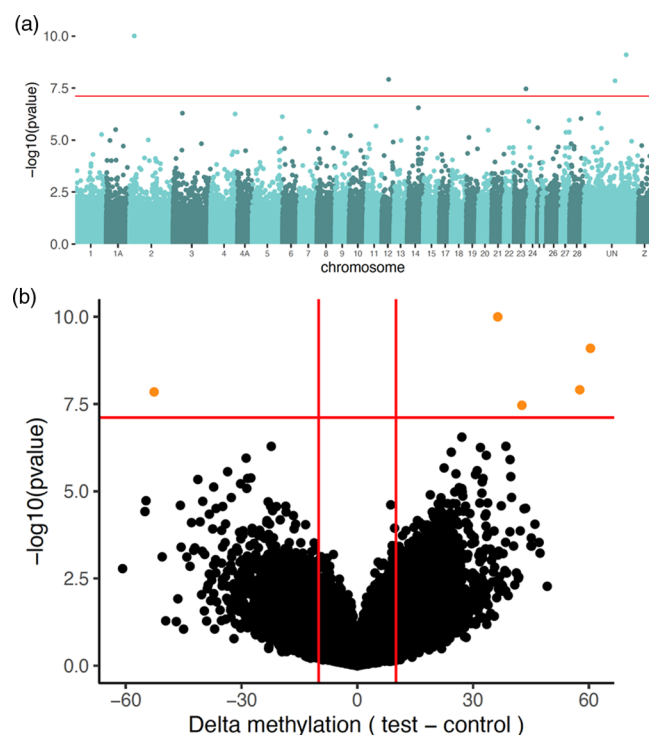 (a)
10.0
7.5
5.0
2.5
0.0
−log10(pvalue)
1 1A 2 3 4 4A 5 6 7 8 9 10 11 12 13 14 15 17 18 19 20 21 22 23 24 26 27 28 UN Z
chromosome
(b)
10.0
7.5
5.0
2.5
0.0
−log10(pvalue)
−60 −30 0 30 60
Delta methylation ( test − control )